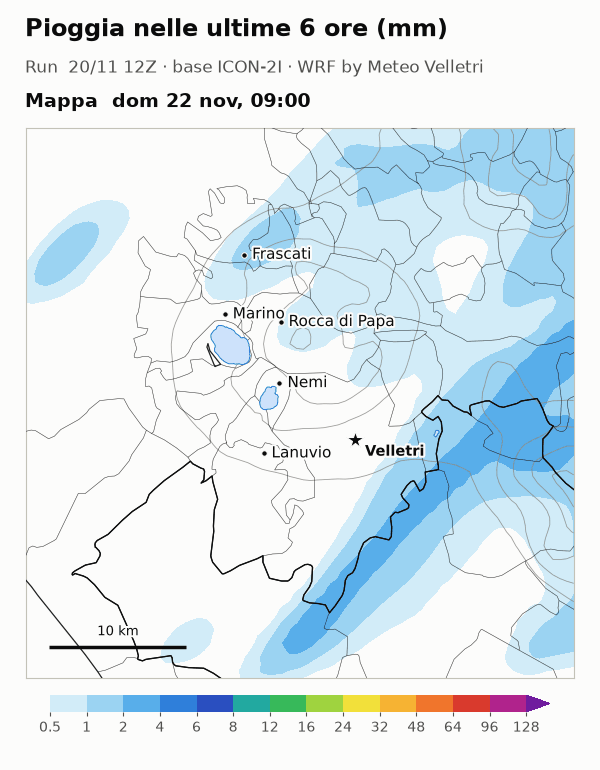 Pioggia nelle ultime 6 ore (mm)
Run  20/11 12Z · base ICON-2I · WRF by Meteo Velletri
Mappa  dom 22 nov, 09:00
Frascati
Marino
Rocca di Papa
Nemi
Velletri
Lanuvio
10 km
0.5 1 2 4 6 8 12 16 24 32 48 64 96 128